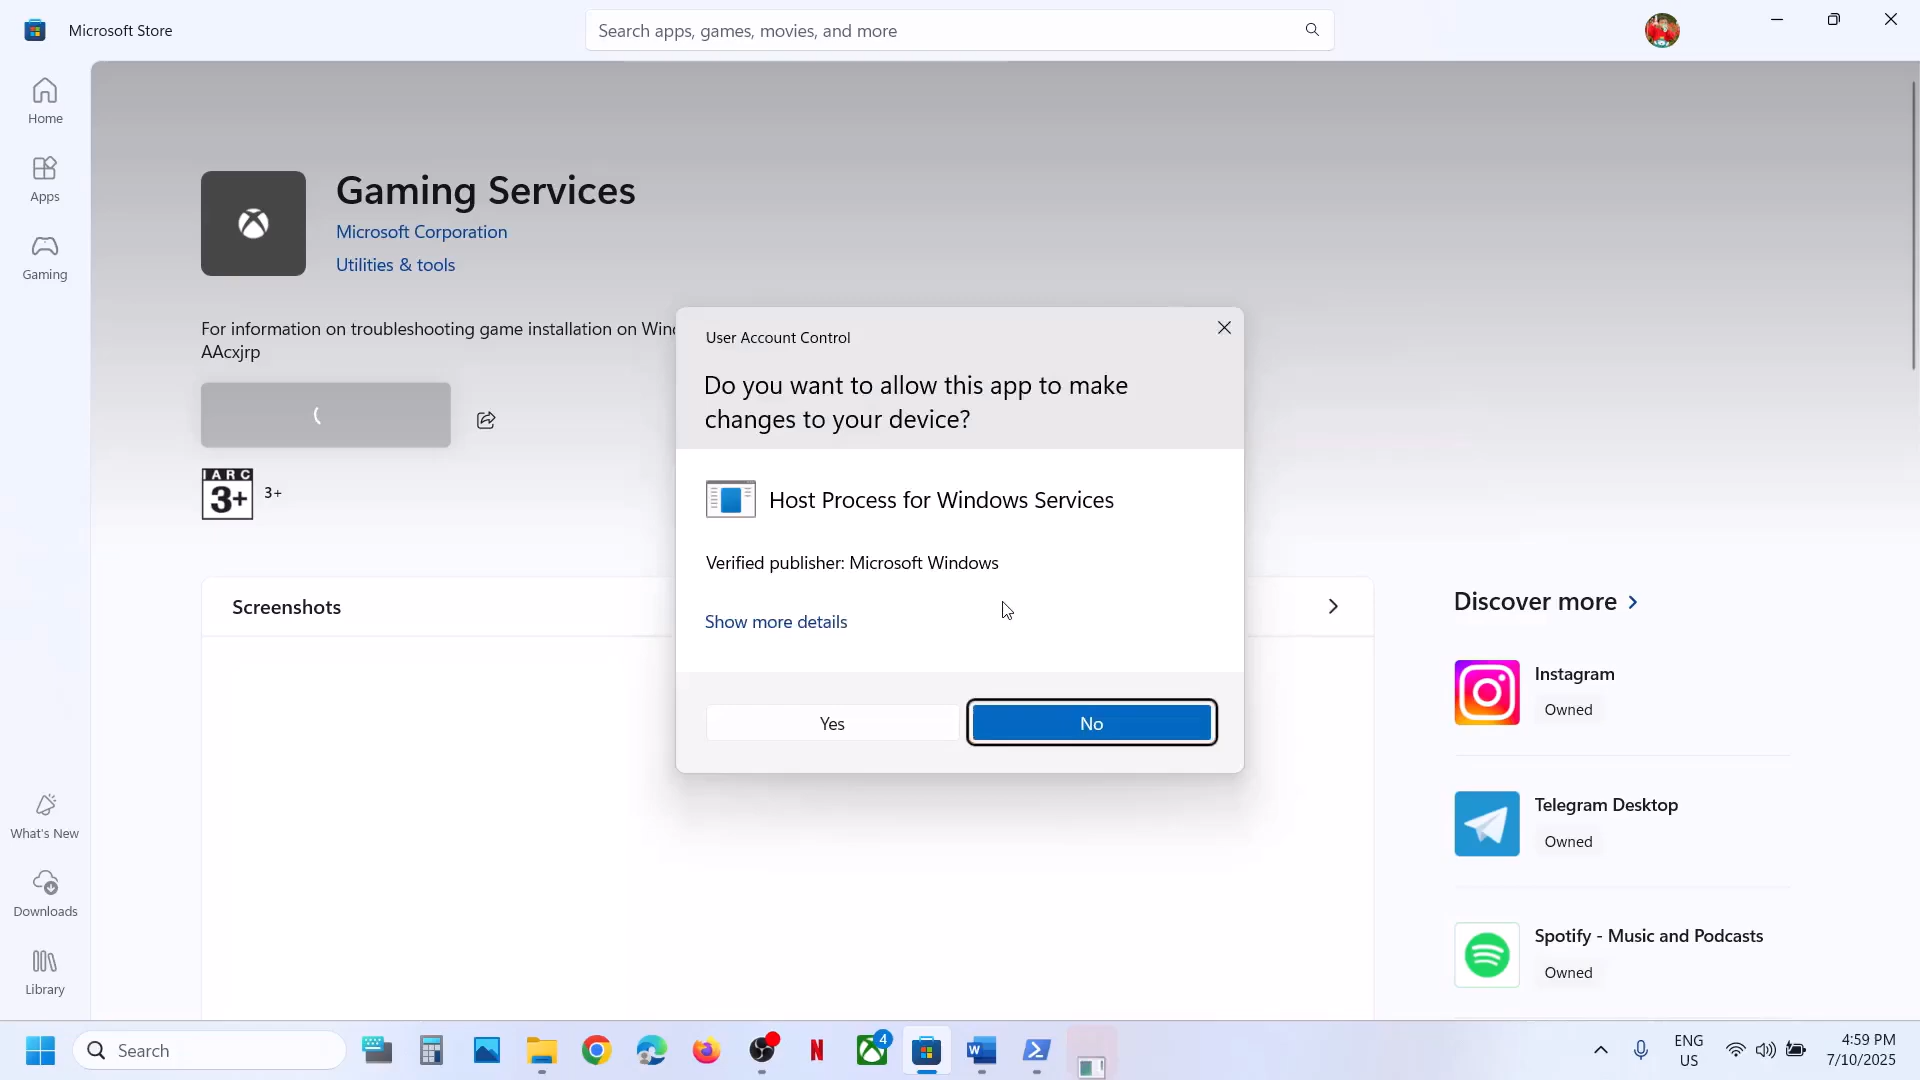 Microsoft Store
Search apps, games, movies, and more
Home
Apps
Gaming
Gaming Services
Microsoft Corporation
Utilities & tools
For information on troubleshooting game installation on
AAcxjrp
IARC
3+
3+
Screenshots
User Account Control
Do you want to allow this app to make
changes to your device?
Host Process for Windows Services
Verified publisher: Microsoft Windows
Show more details
Yes
No
Discover more
Instagram
Owned
Telegram Desktop
Owned
Spotify - Music and Podcasts
Owned
What's New
Downloads
Library
Search
4
ENG
US
4:59 PM
7/10/2025